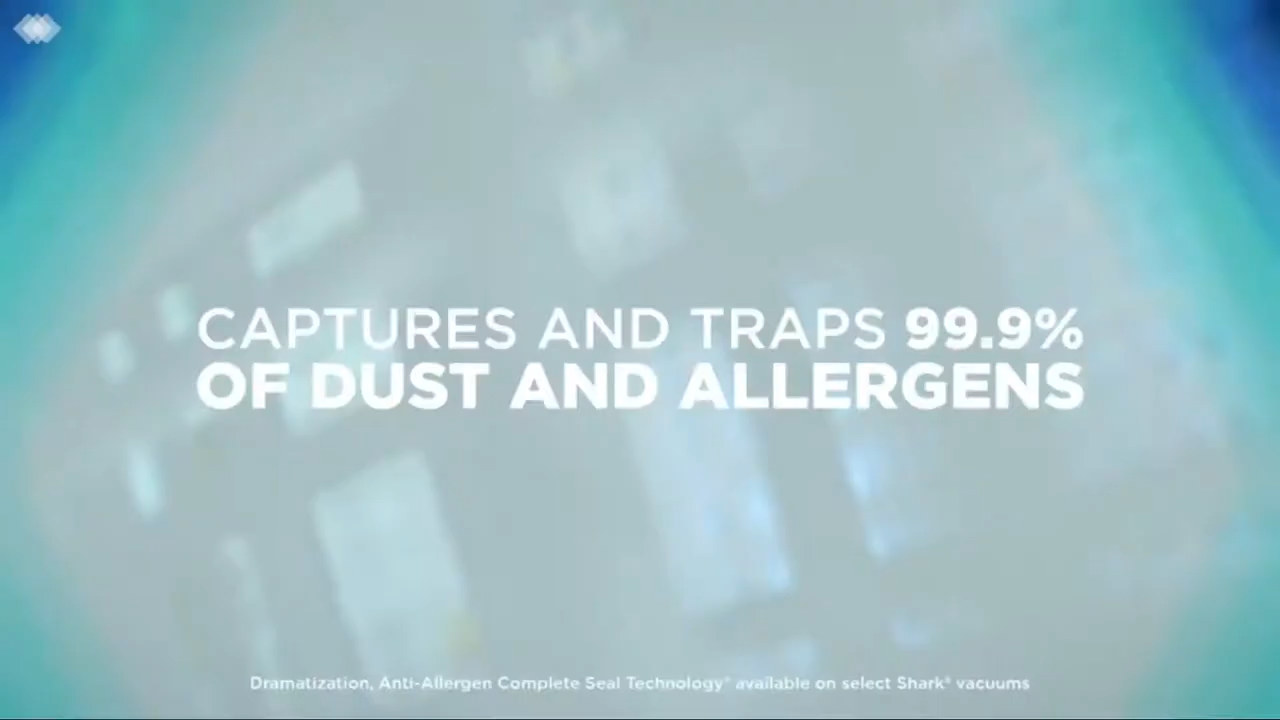 CAPTURES AND TRAPS 99.9%
OF DUST AND ALLERGENS
Dramatization, Anti-Allergen Complete Seal Technology® available on select Shark® vacuums